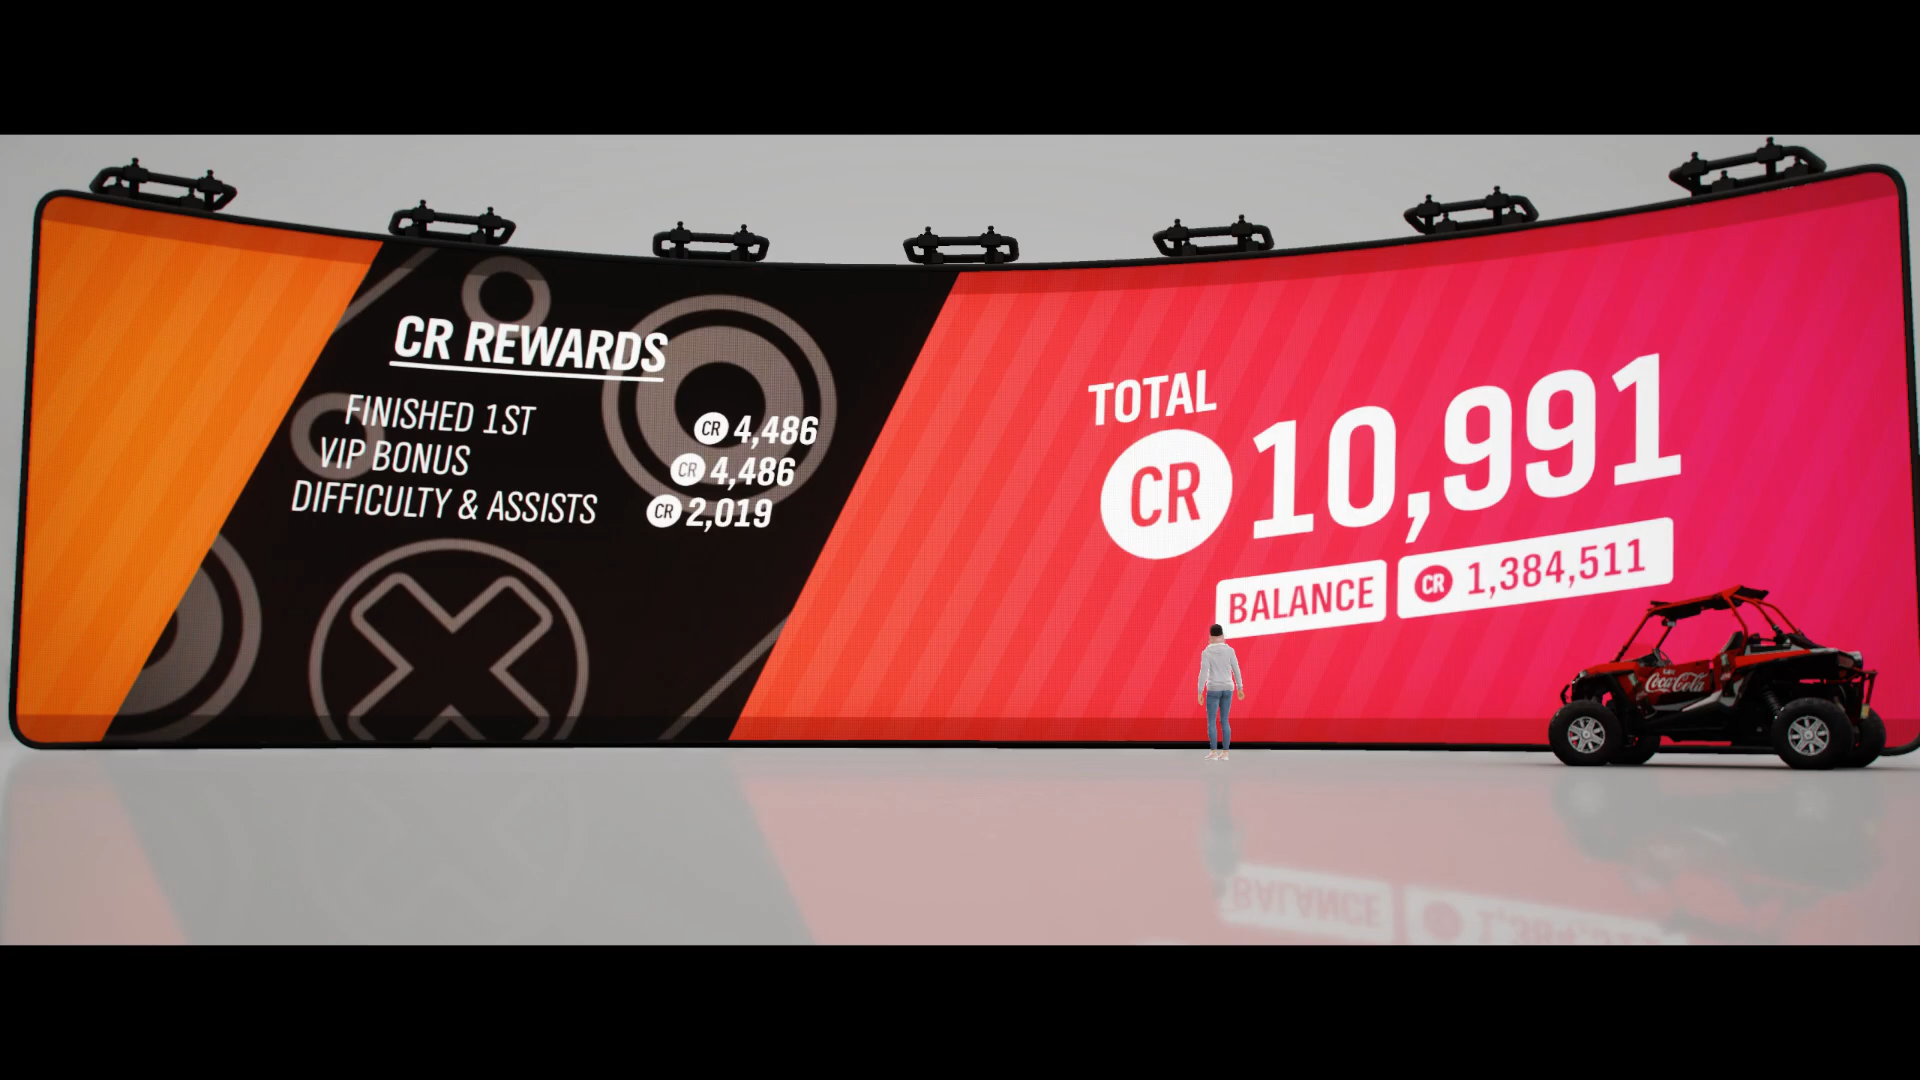 CR REWARDS
FINISHED 1ST CR 4,486
VIP BONUS CR 4,486
DIFFICULTY & ASSISTS CR 2,019
TOTAL
CR 10,991
BALANCE CR 1,384,511
Coca-Cola